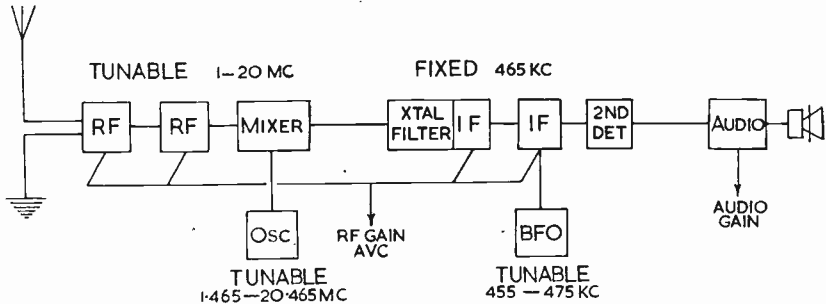 TUNABLE 1-20 MC
FIXED 465 KC
RF
RF
MIXER
XTAL
FILTER
IF
IF
2ND
DET
AUDIO
OSC
RF GAIN
AVC
BFO
AUDIO
GAIN
TUNABLE
1·465-20·465 MC
TUNABLE
455-475 KC